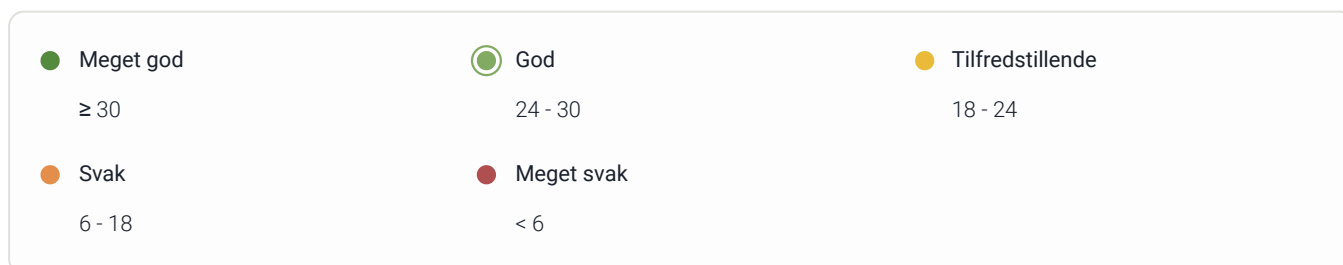 Meget god
God
Tilfredstillende
≥ 30
24 - 30
18 - 24
Svak
Meget svak
6 - 18
< 6